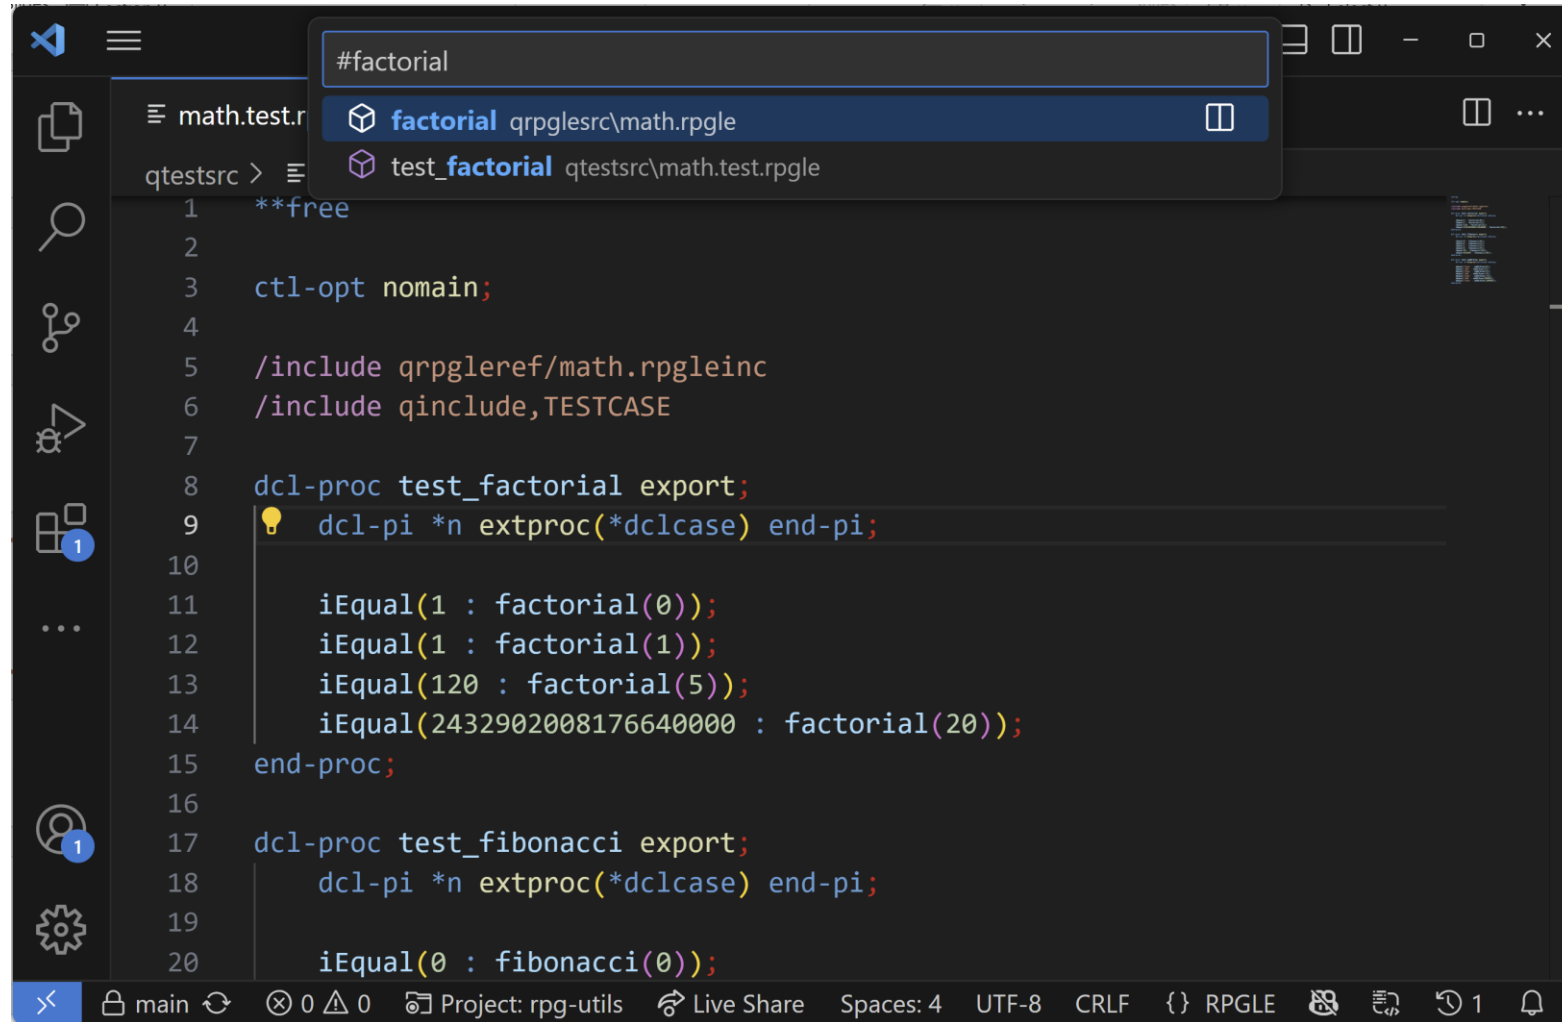 #factorial
factorial qrpglesrc\math.rpgle
test_factorial qtestsrc\math.test.rpgle
math.test.r
qtestsrc >
1 **free
2
3 ctl-opt nomain;
4
5 /include qrpgleref/math.rpgleinc
6 /include qinclude,TESTCASE
7
8 dcl-proc test_factorial export;
9 dcl-pi *n extproc(*dclcase) end-pi;
10
11 iEqual(1 : factorial(0));
12 iEqual(1 : factorial(1));
13 iEqual(120 : factorial(5));
14 iEqual(2432902008176640000 : factorial(20));
15 end-proc;
16
17 dcl-proc test_fibonacci export;
18 dcl-pi *n extproc(*dclcase) end-pi;
19
20 iEqual(0 : fibonacci(0));
1
1
main 0 0 Project: rpg-utils Live Share Spaces: 4 UTF-8 CRLF {} RPGLE 1